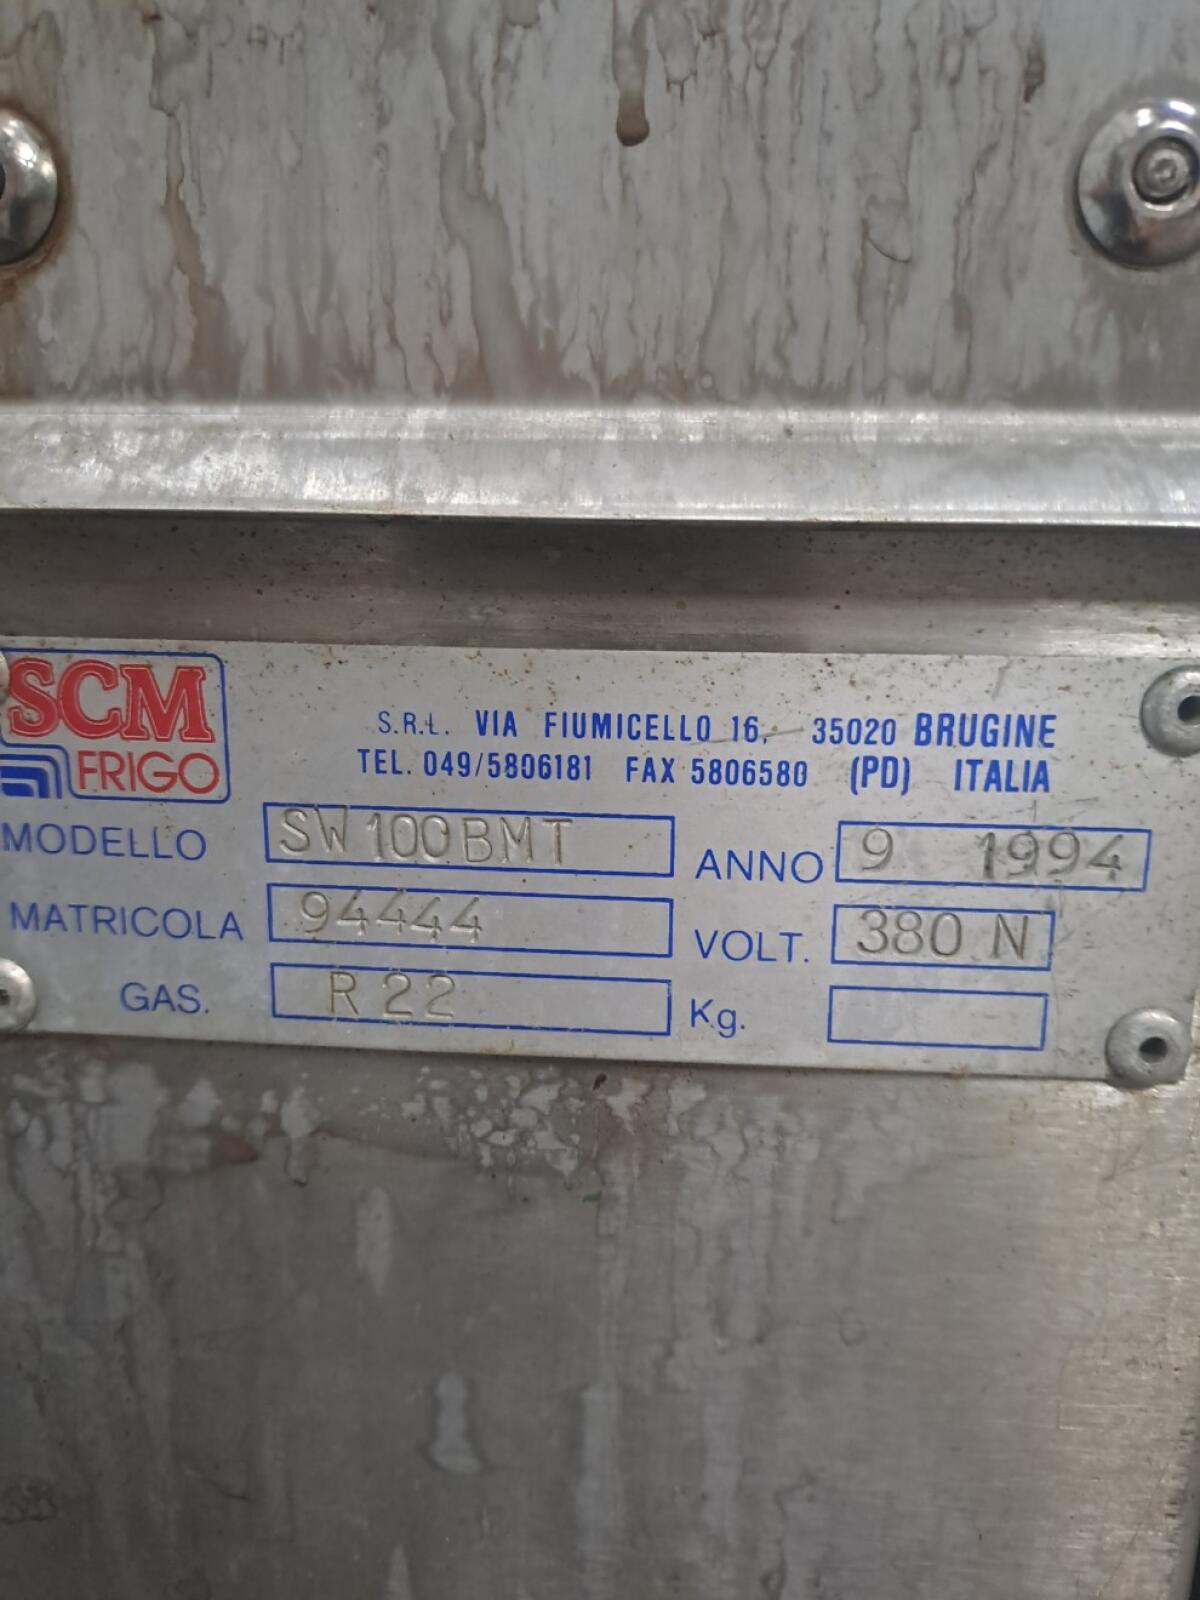 SCM
FRIGO
S.R.L. VIA FIUMICELLO 16, 35020 BRUGINE
TEL. 049/5806181 FAX 5806580 (PD) ITALIA
MODELLO SW 100 BMT ANNO 9 1994
MATRICOLA 94444 VOLT. 380 N
GAS. R 22 Kg.